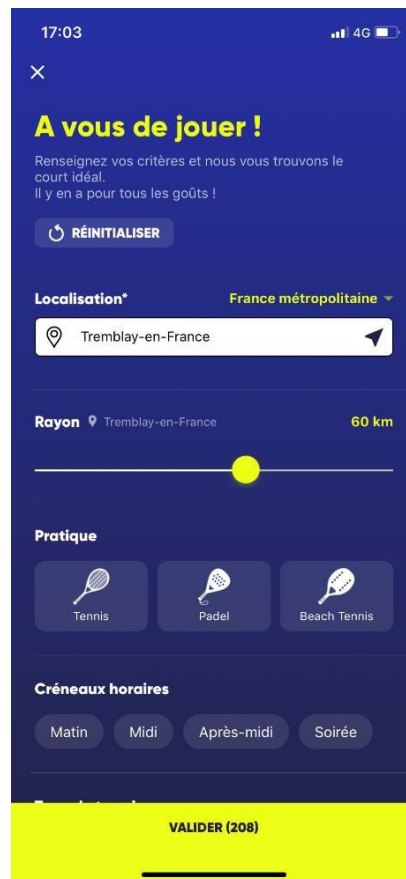 17:03
4G
A vous de jouer !
Renseignez vos critères et nous vous trouvons le
court idéal.
Il y en a pour tous les goûts !
RÉINITIALISER
Localisation* France métropolitaine
Tremblay-en-France
Rayon Tremblay-en-France 60 km
Pratique
Tennis Padel Beach Tennis
Créneaux horaires
Matin Midi Après-midi Soirée
VALIDER (208)